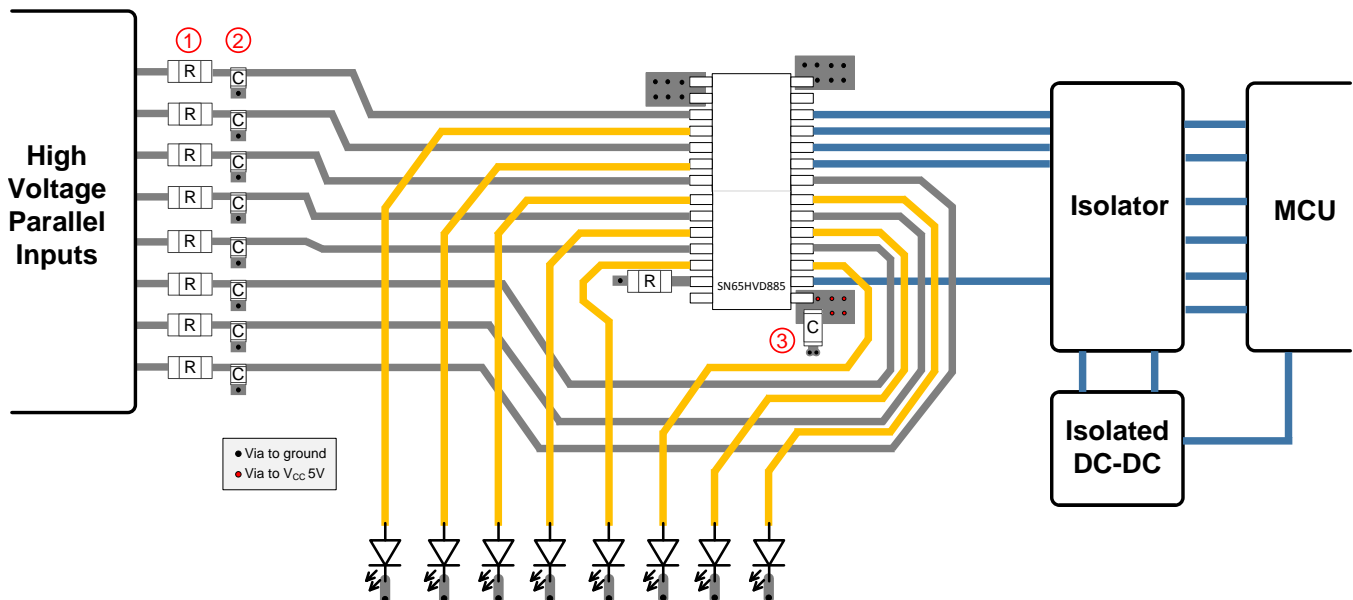 ① ②
R C
R C
R C
R C
R C
R C
R C
R C
High
Voltage
Parallel
Inputs
R
SN65HVD885
③
C
Isolator
MCU
Isolated
DC-DC
Via to ground
Via to VCC 5V